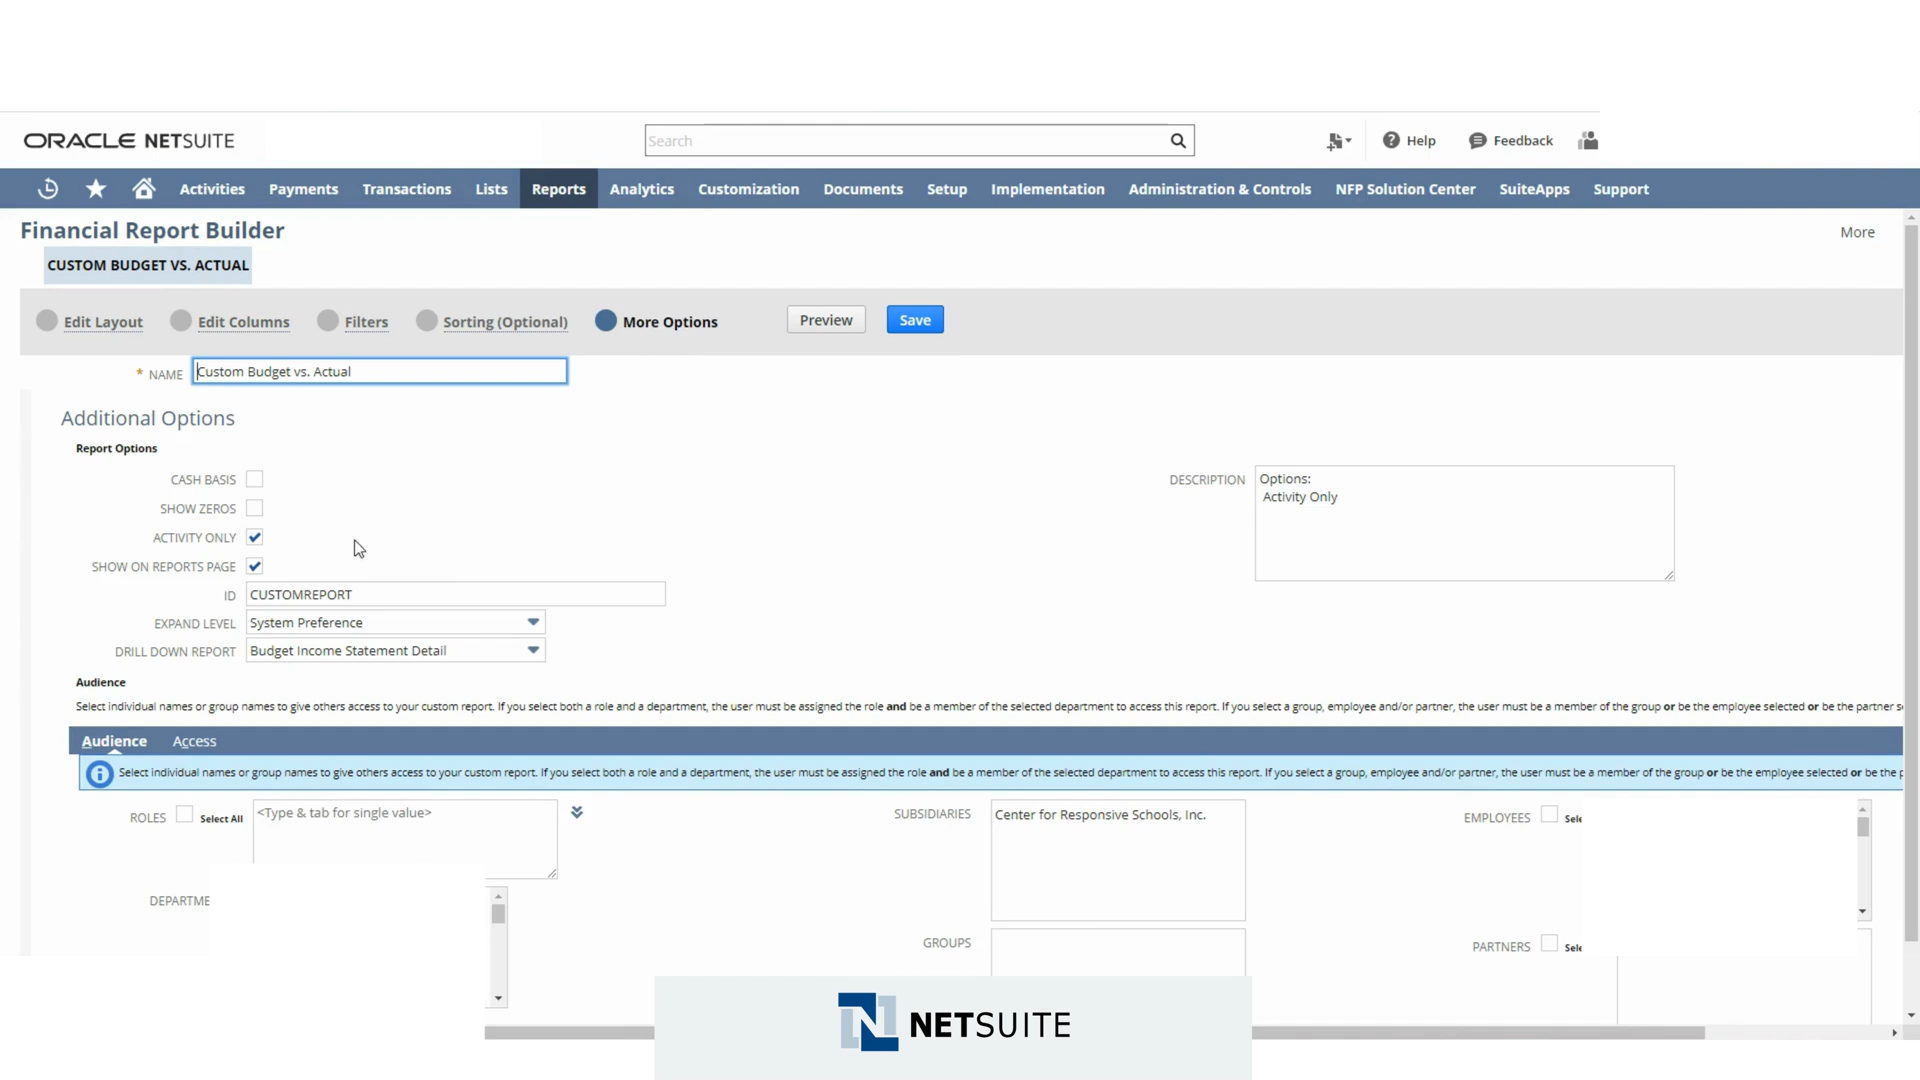 ORACLE NETSUITE
Search
Help
Feedback
Activities Payments Transactions Lists Reports Analytics Customization Documents Setup Implementation Administration & Controls NFP Solution Center SuiteApps Support
Financial Report Builder
More
CUSTOM BUDGET VS. ACTUAL
Edit Layout Edit Columns Filters Sorting (Optional) More Options Preview Save
* NAME Custom Budget vs. Actual
Additional Options
Report Options
CASH BASIS
DESCRIPTION Options:
Activity Only
SHOW ZEROS
ACTIVITY ONLY
SHOW ON REPORTS PAGE
ID CUSTOMREPORT
EXPAND LEVEL System Preference
DRILL DOWN REPORT Budget Income Statement Detail
Audience
Select individual names or group names to give others access to your custom report. If you select both a role and a department, the user must be assigned the role and be a member of the selected department to access this report. If you select a group, employee and/or partner, the user must be a member of the group or be the employee selected or be the partner s
Audience Access
Select individual names or group names to give others access to your custom report. If you select both a role and a department, the user must be assigned the role and be a member of the selected department to access this report. If you select a group, employee and/or partner, the user must be a member of the group or be the employee selected or be the p
ROLES Select All <Type & tab for single value>
SUBSIDIARIES Center for Responsive Schools, Inc.
EMPLOYEES Sele
DEPARTME
GROUPS
PARTNERS Sele
NETSUITE